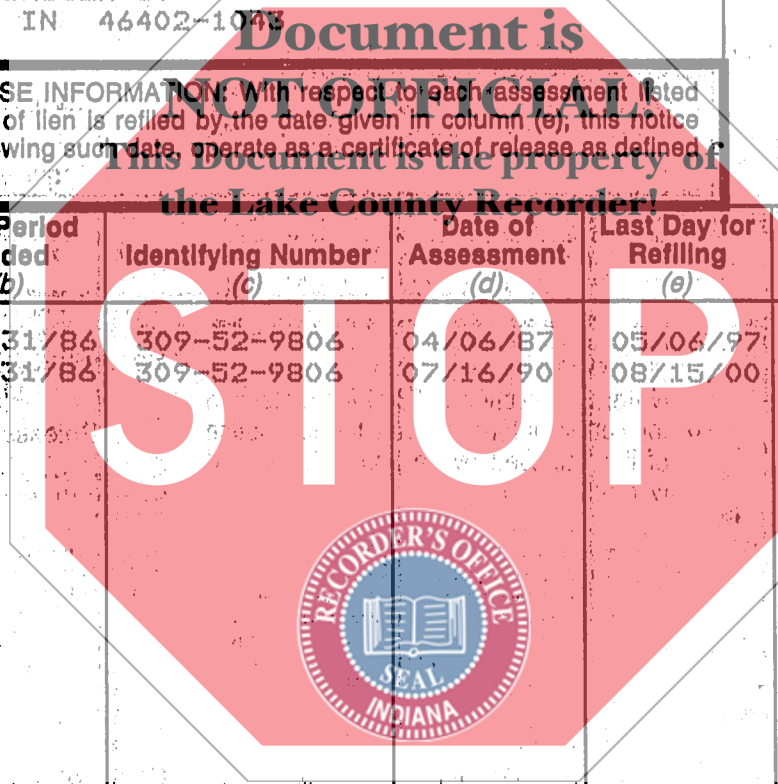 IN 46402-1043
Document is
NOT OFFICIAL!
SE INFORMATION: With respect to each assessment listed
of lien is refiled by the date given in column (e), this notice
wing such date, operate as a certificate of release as defined
This Document is the property of
the Lake County Recorder!
Period
ded
b)
Identifying Number
(c)
Date of
Assessment
(d)
Last Day for
Refiling
(e)
31/86 309-52-9806 04/06/87 05/06/97
31/86 309-52-9806 07/16/90 08/15/00
STOP
RECORDER'S OFFICE
SEAL
INDIANA